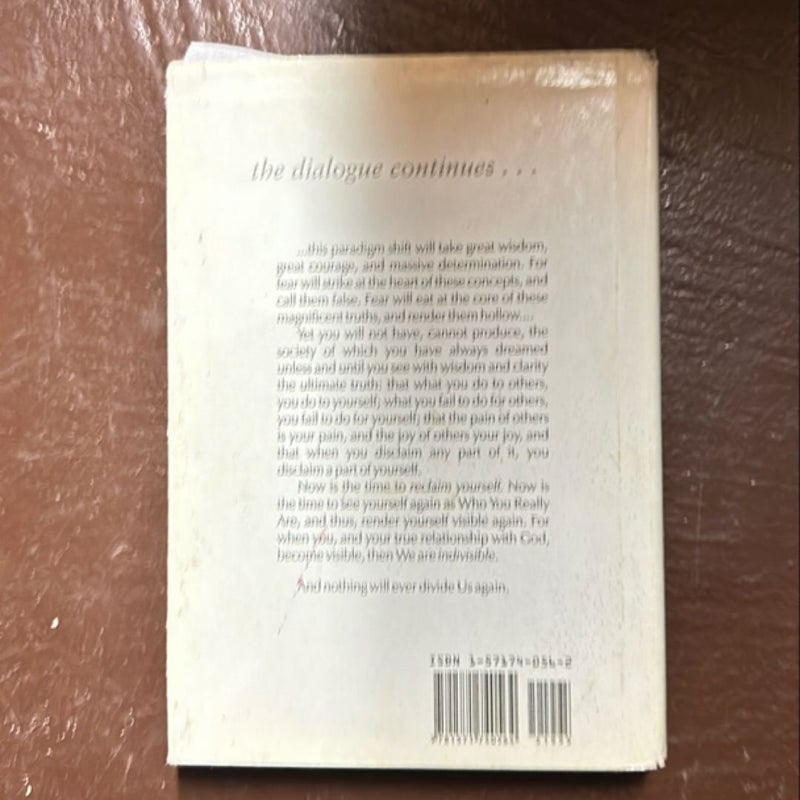 the dialogue continues . . .
...this paradigm shift will take great wisdom,
great courage, and massive determination. For
fear will strike at the heart of these concepts, and
call them false. Fear will eat at the core of these
magnificent truths, and render them hollow....
Yet you will not have, cannot produce, the
society of which you have always dreamed
unless and until you see with wisdom and clarity
the ultimate truth: that what you do to others,
you do to yourself; what you fail to do for others,
you fail to do for yourself; that the pain of others
is your pain, and the joy of others your joy, and
that when you disclaim any part of it, you
disclaim a part of yourself.
Now is the time to reclaim yourself. Now is
the time to see yourself again as Who You Really
Are, and thus, render yourself visible again. For
when you, and your true relationship with God,
become visible, then We are indivisible.
And nothing will ever divide Us again.
ISBN 1-57174-056-2